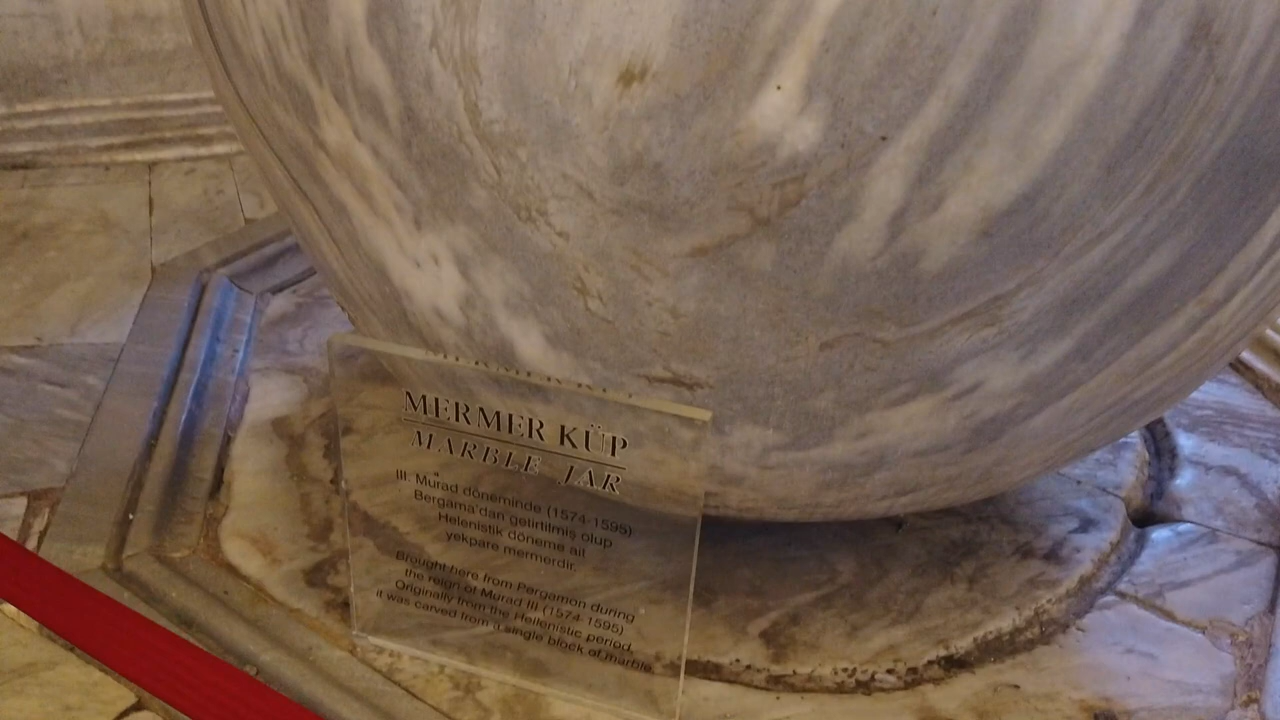 MERMER KÜP
MARBLE JAR
III. Murad döneminde (1574-1595)
Bergama'dan getirtilmiş olup
Helenistik döneme ait
yekpare mermerdir.
Brought here from Pergamon during
the reign of Murad III (1574-1595)
Originally from the Hellenistic period,
it was carved from a single block of marble.